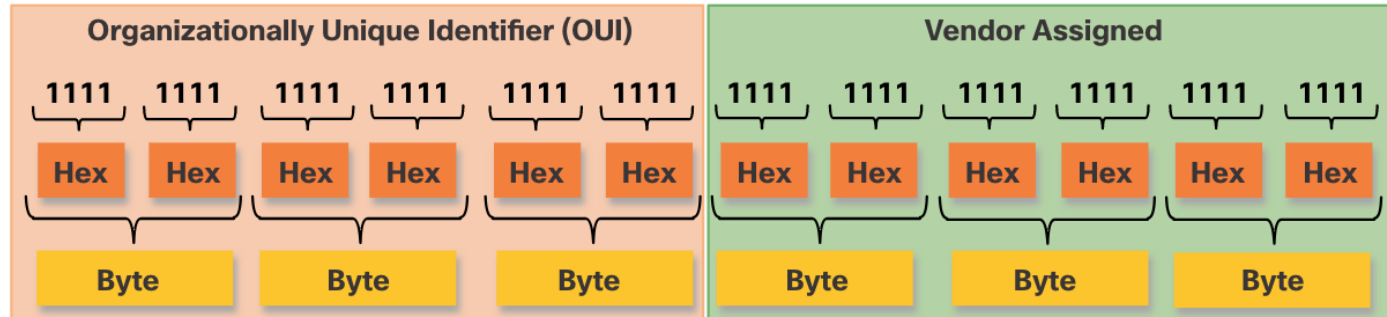 Organizationally Unique Identifier (OUI) Vendor Assigned
1111 1111 1111 1111 1111 1111 1111 1111 1111 1111 1111 1111
Hex Hex Hex Hex Hex Hex Hex Hex Hex Hex Hex Hex
Byte Byte Byte Byte Byte Byte